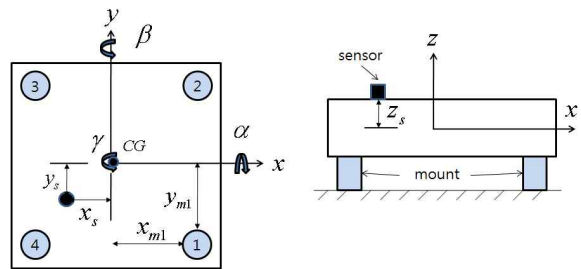 y
β
3
2
γ
CG
α
x
y_s
x_s
y_m1
x_m1
4
1
sensor
z
z_s
x
mount